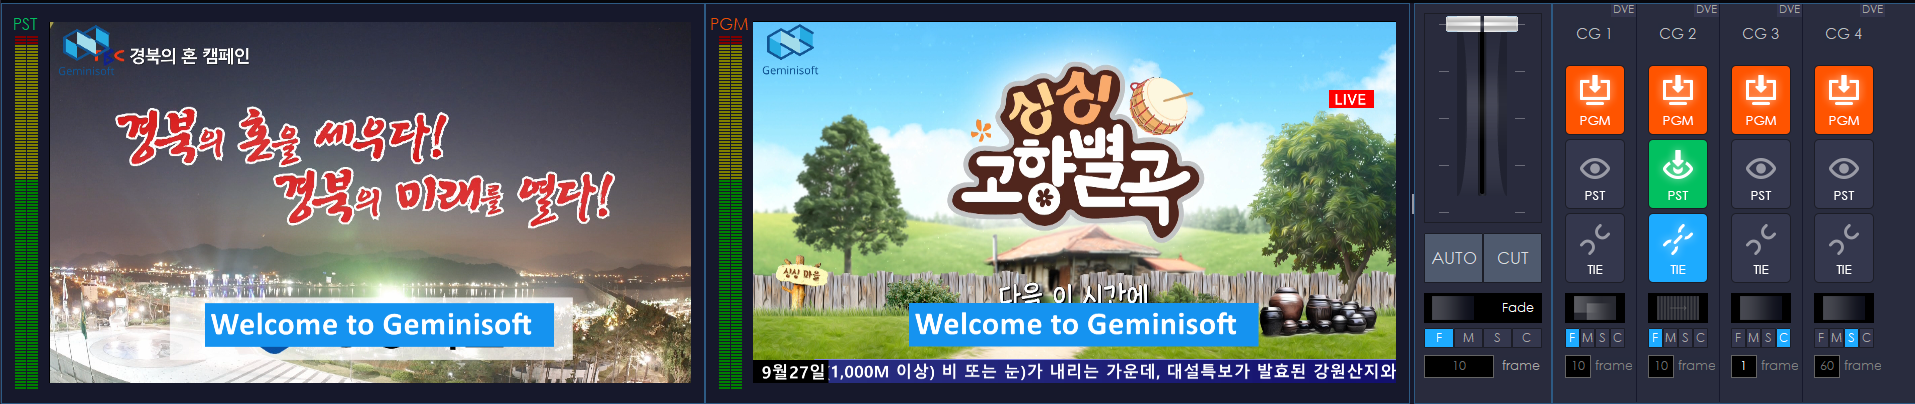 PST
Geminisoft
경북의 혼 캠페인
경북의 혼을 세우다!
경북의 미래를 열다!
Welcome to Geminisoft
PGM
Geminisoft
싱싱
고향별곡
LIVE
싱싱 마을
다음 이 시간에
Welcome to Geminisoft
9월27일
(1,000M 이상) 비 또는 눈)가 내리는 가운데, 대설특보가 발효된 강원산지와
AUTO CUT
Fade
F M S C
10 frame
DVE DVE DVE DVE
CG 1 CG 2 CG 3 CG 4
PGM PGM PGM PGM
PST PST PST PST
TIE TIE TIE TIE
F M S C F M S C F M S C F M S C
10 frame 10 frame 1 frame 60 frame